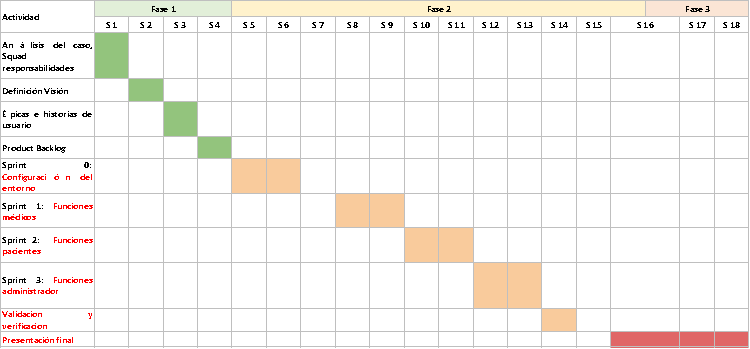 Actividad
Fase 1
Fase 2
Fase 3
S 1 S 2 S 3 S 4 S 5 S 6 S 7 S 8 S 9 S 10 S 11 S 12 S 13 S 14 S 15 S 16 S 17 S 18
An á lisis del caso,
Squad
responsabilidades
Definición Visión
É picas e historias de
usuario
Product Backlog
Sprint 0:
Configuraci ó n del
entorno
Sprint 1: Funciones
médicos
Sprint 2: Funciones
pacientes
Sprint 3: Funciones
administrador
Validacion y
verificacion
Presentación final